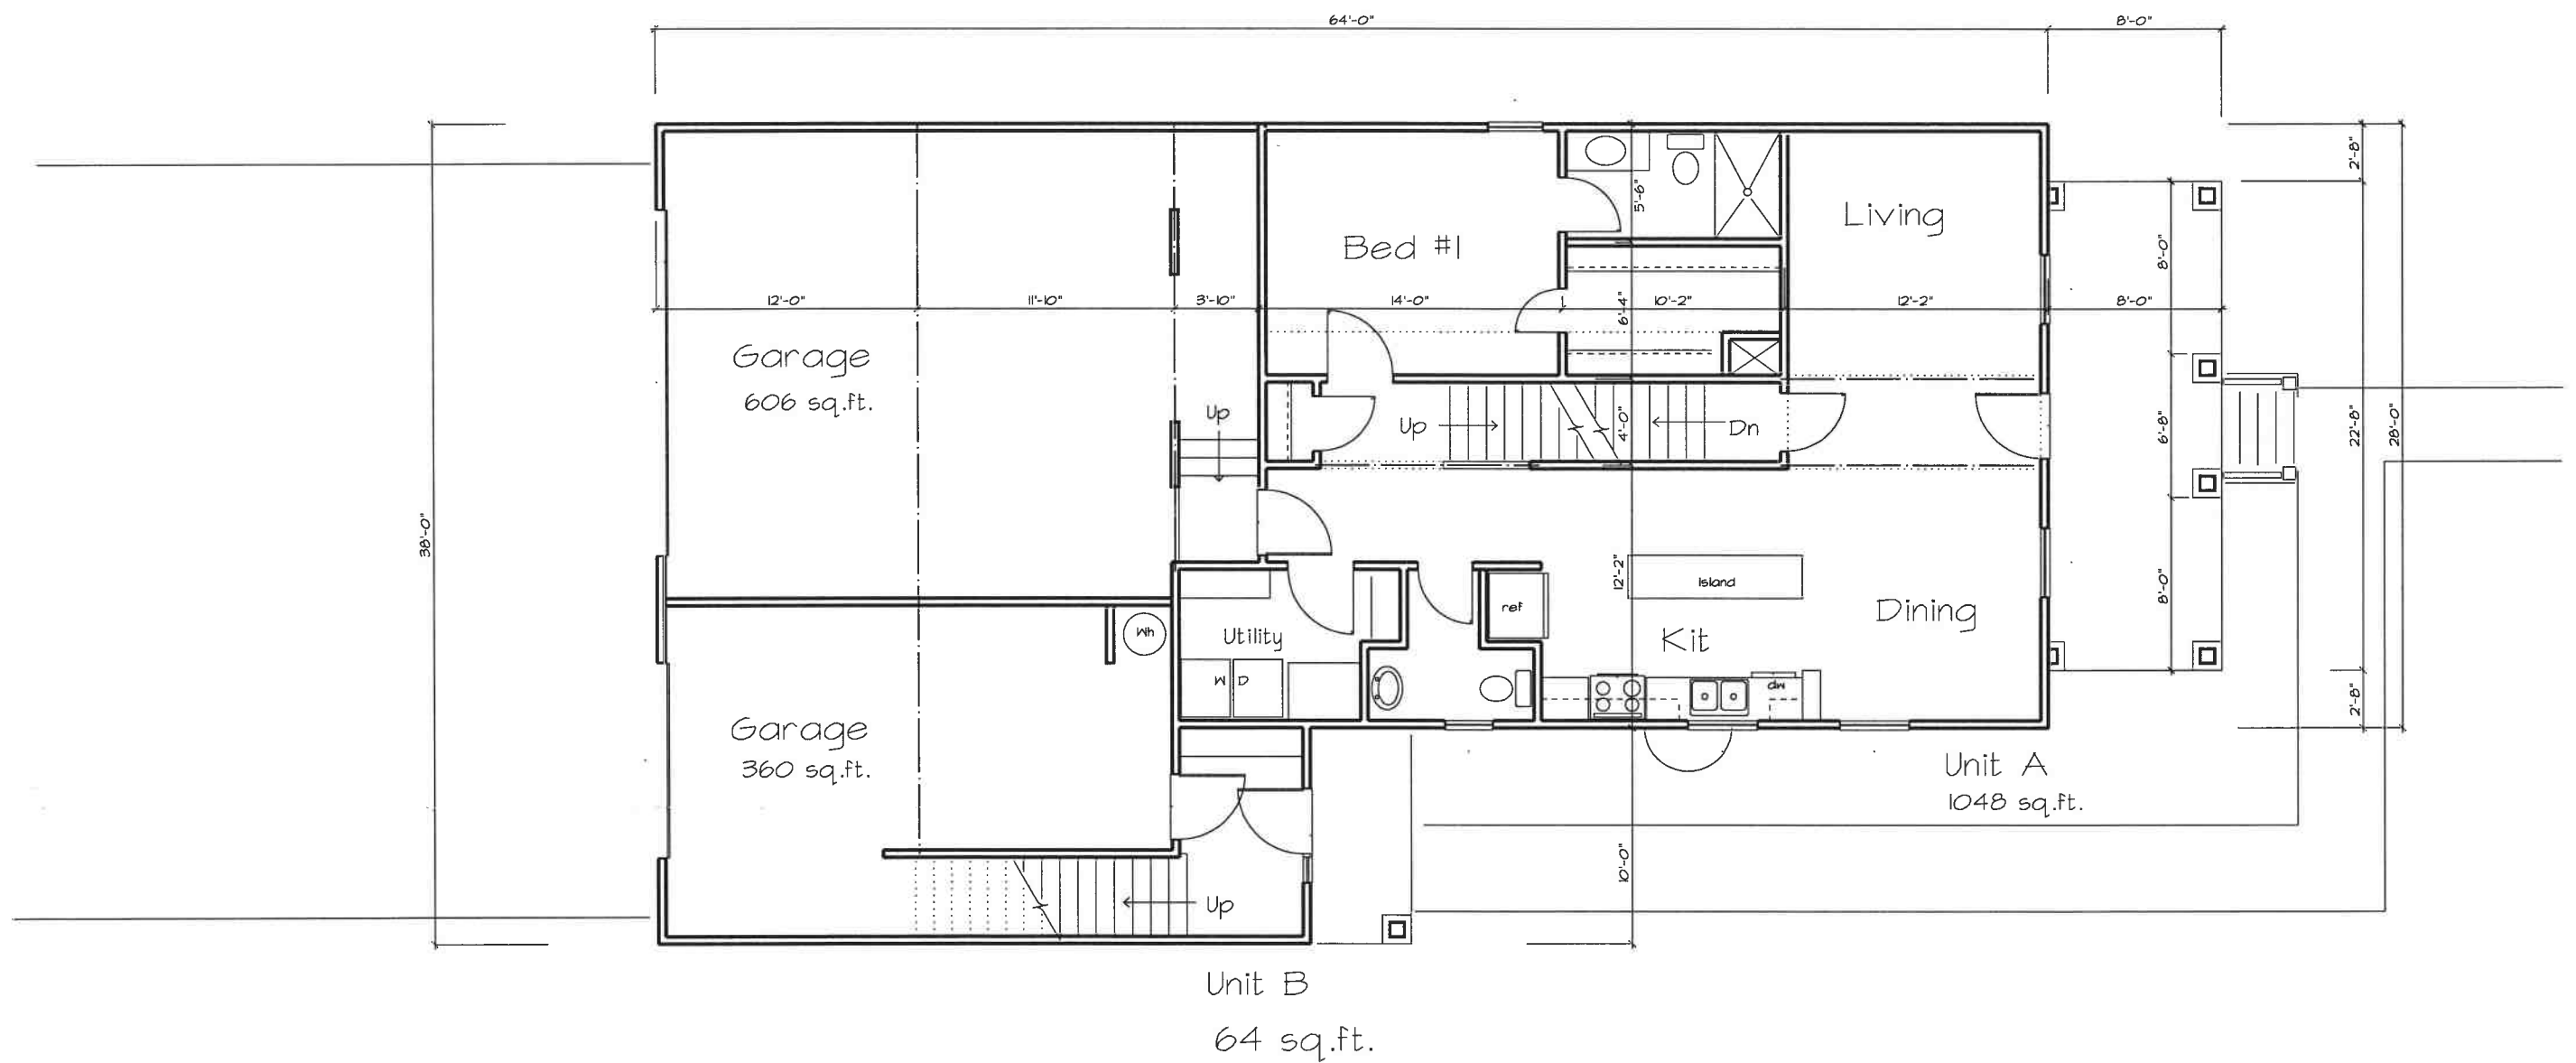 64'-0"
8'-0"
2'-8"
5'-6"
Living
Bed #1
8'-0"
12'-0"
11'-10"
3'-10"
14'-0"
6'-4"
10'-2"
12'-2"
8'-0"
Garage
606 sq.ft.
Up
Up
4'-0"
Dn
6'-8"
22'-8"
28'-0"
38'-0"
12'-2"
Island
ref
8'-0"
Dining
Wh
Utility
Kit
W D
DW
2'-8"
Garage
360 sq.ft.
Unit A
1048 sq.ft.
10'-0"
Up
Unit B
64 sq.ft.